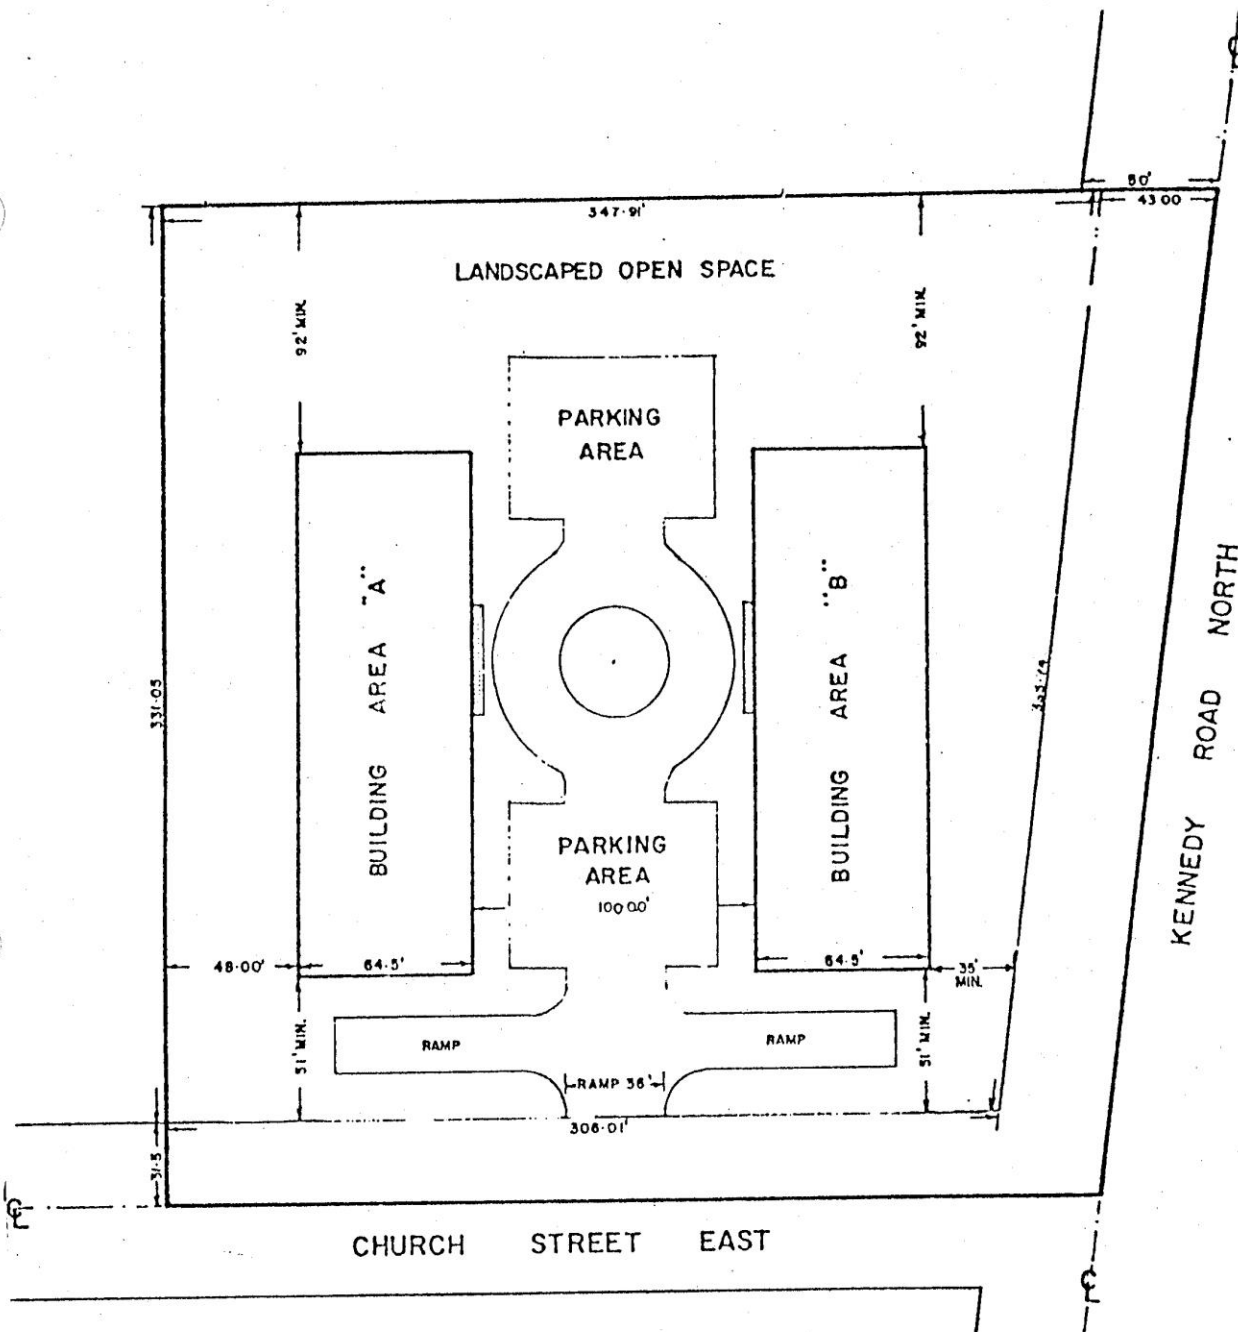 50'
43.00
347.91'
LANDSCAPED OPEN SPACE
92' MIN.
92' MIN.
PARKING
AREA
BUILDING AREA "A"
BUILDING AREA "B"
331.05
KENNEDY ROAD NORTH
PARKING
AREA
100.00'
48.00'
64.5'
64.5'
35'
MIN.
51' MIN.
51' MIN.
RAMP
RAMP
RAMP 36'
306.01'
31.5
CHURCH STREET EAST